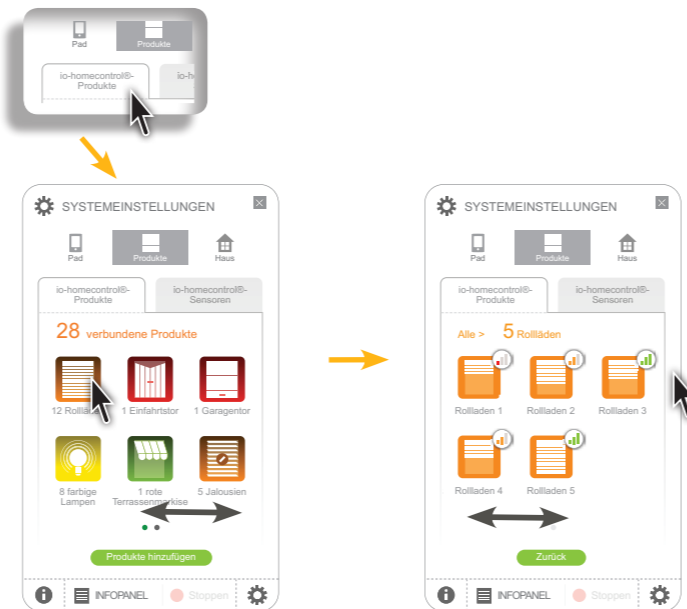 Pad
Produkte
io-homecontrol®-
Produkte
SYSTEMEINSTELLUNGEN
Pad
Produkte
Haus
io-homecontrol®-
Produkte
io-homecontrol®-
Sensoren
28 verbundene Produkte
12
1 Einfahrtstor
1 Garagentor
8 farbige
Lampen
1 rote
Terrassenmarkise
5 Jalousien
Produkte hinzufügen
INFOPANEL
Stoppen
SYSTEMEINSTELLUNGEN
Pad
Produkte
Haus
io-homecontrol®-
Produkte
io-homecontrol®-
Sensoren
Alle > 5 Rollläden
Rollladen 1
Rollladen 2
Rollladen 3
Rollladen 4
Rollladen 5
Zurück
INFOPANEL
Stoppen